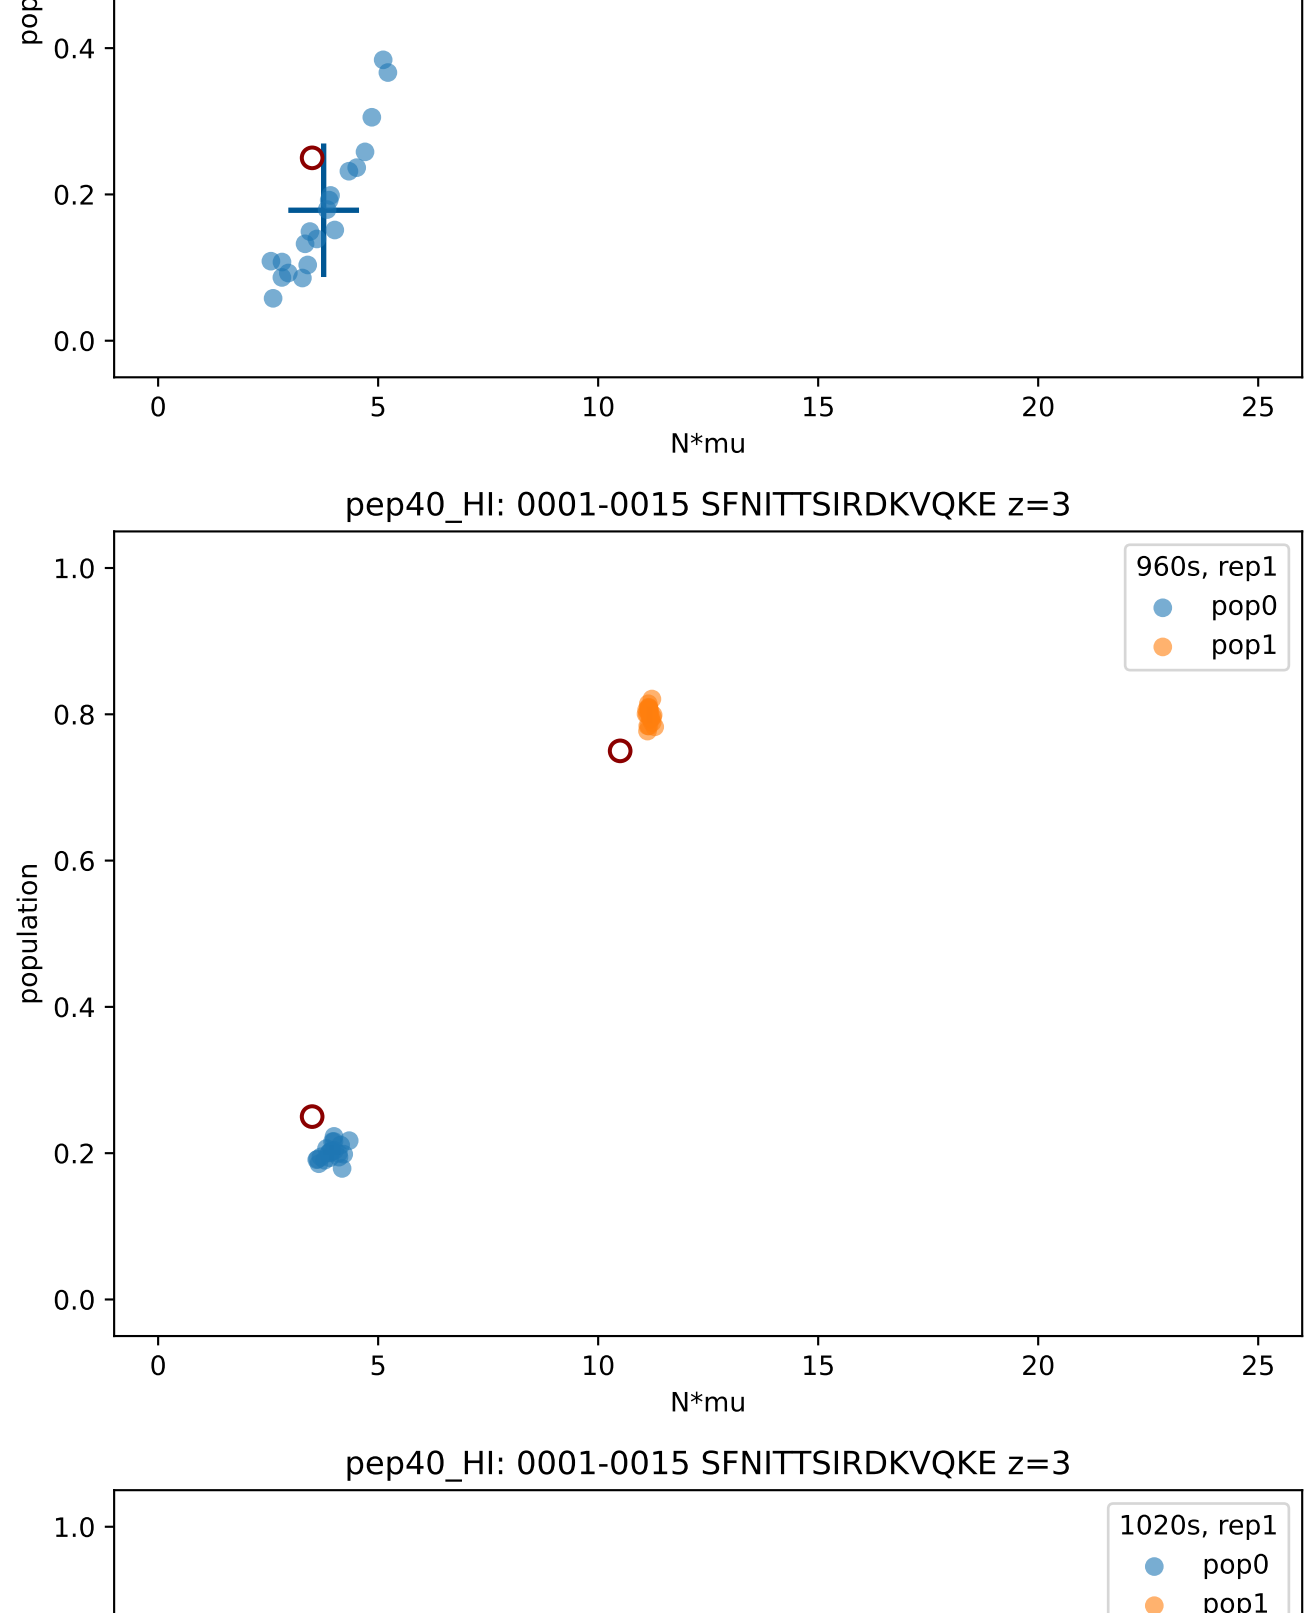 0.4
0.2
0.0
0 5 10 15 20 25
N*mu
pep40_HI: 0001-0015 SFNITTSIRDKVQKE z=3
960s, rep1
pop0
pop1
1.0
0.8
0.6
0.4
0.2
0.0
population
0 5 10 15 20 25
N*mu
pep40_HI: 0001-0015 SFNITTSIRDKVQKE z=3
1020s, rep1
pop0
pop1
1.0